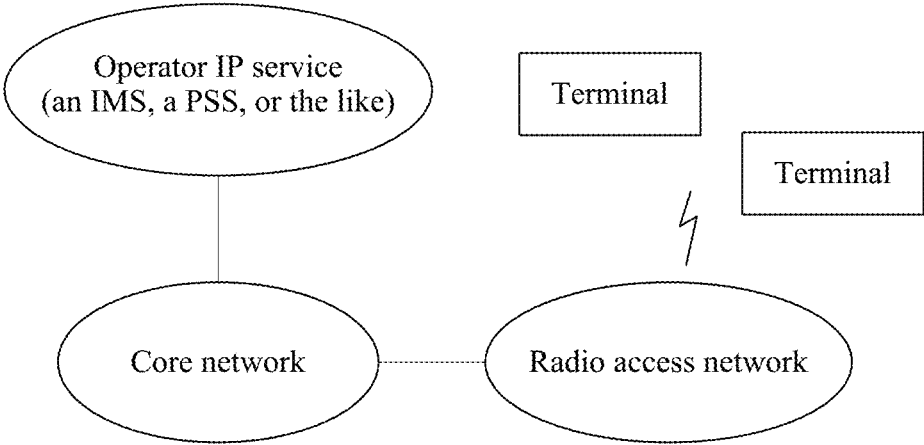 Operator IP service
(an IMS, a PSS, or the like)
Terminal
Terminal
Core network
Radio access network